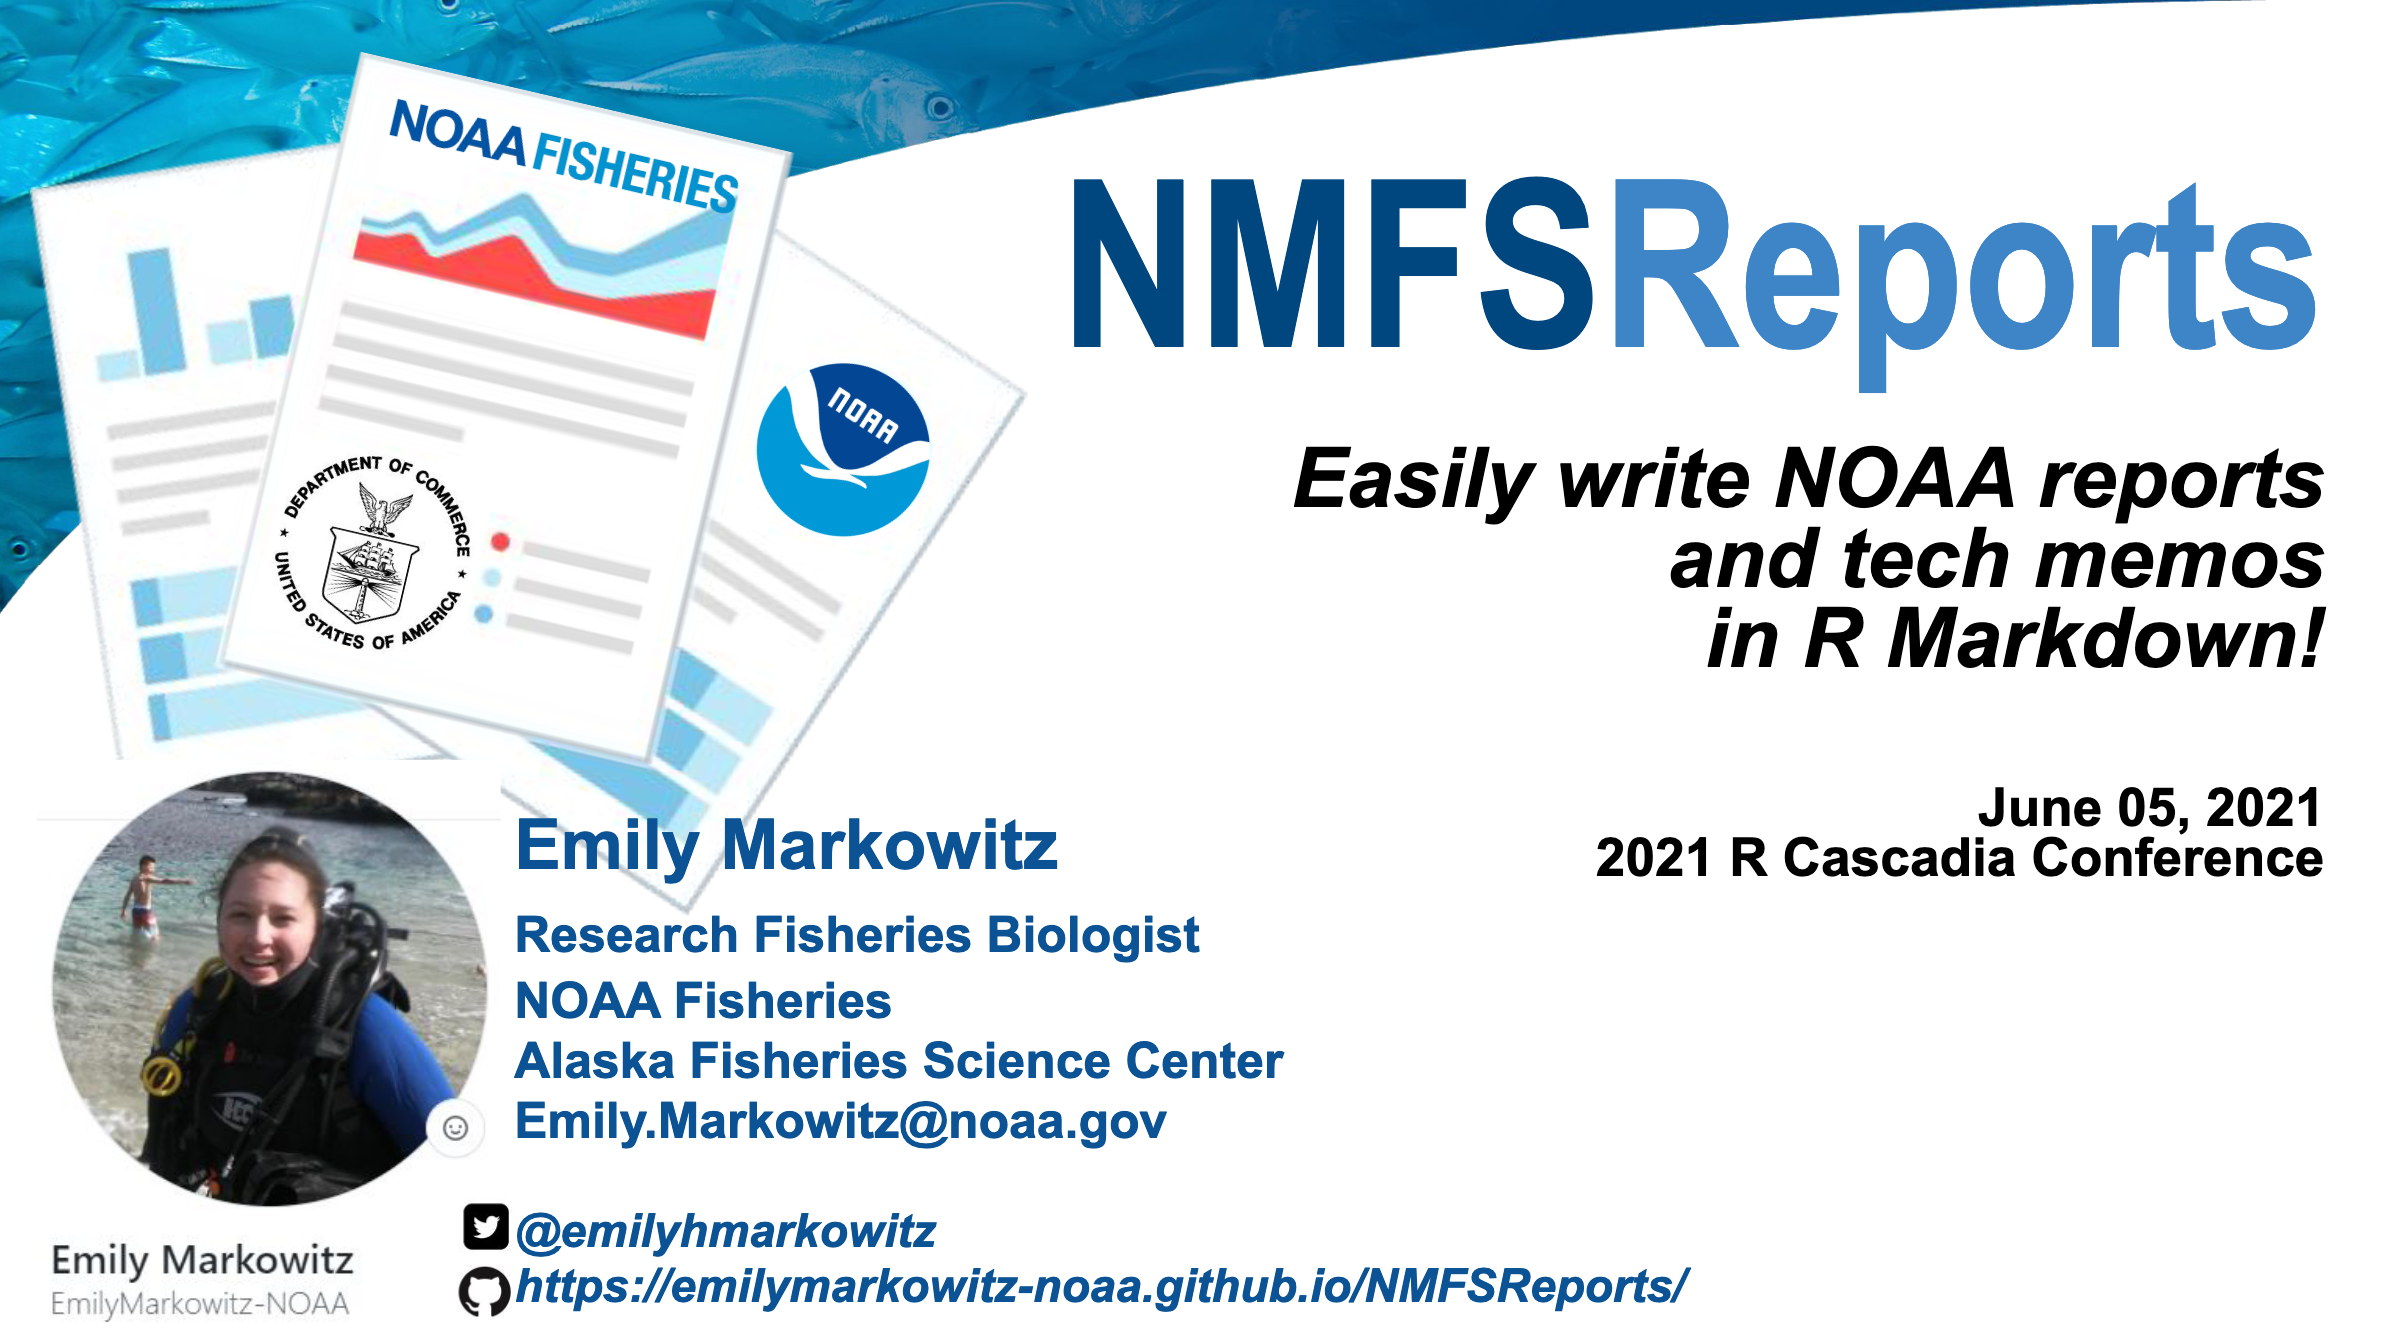 NOAA FISHERIES
DEPARTMENT OF COMMERCE
UNITED STATES OF AMERICA
NOAA
NMFSReports
Easily write NOAA reports
and tech memos
in R Markdown!
June 05, 2021
2021 R Cascadia Conference
Emily Markowitz
Research Fisheries Biologist
NOAA Fisheries
Alaska Fisheries Science Center
Emily.Markowitz@noaa.gov
@emilyhmarkowitz
https://emilymarkowitz-noaa.github.io/NMFSReports/
Emily Markowitz
EmilyMarkowitz-NOAA